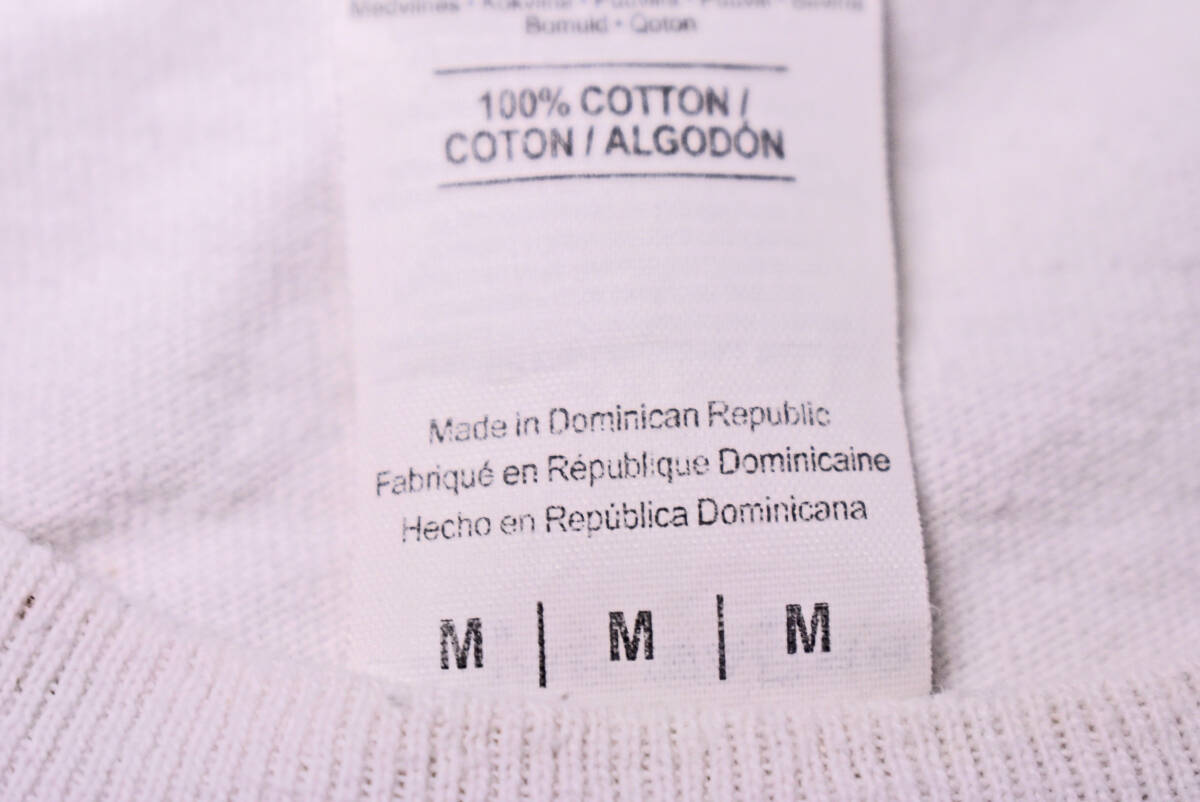 Bomuld • Qoton
100% COTTON /
COTON / ALGODÓN
Made in Dominican Republic
Fabriqué en République Dominicaine
Hecho en República Dominicana
M | M | M